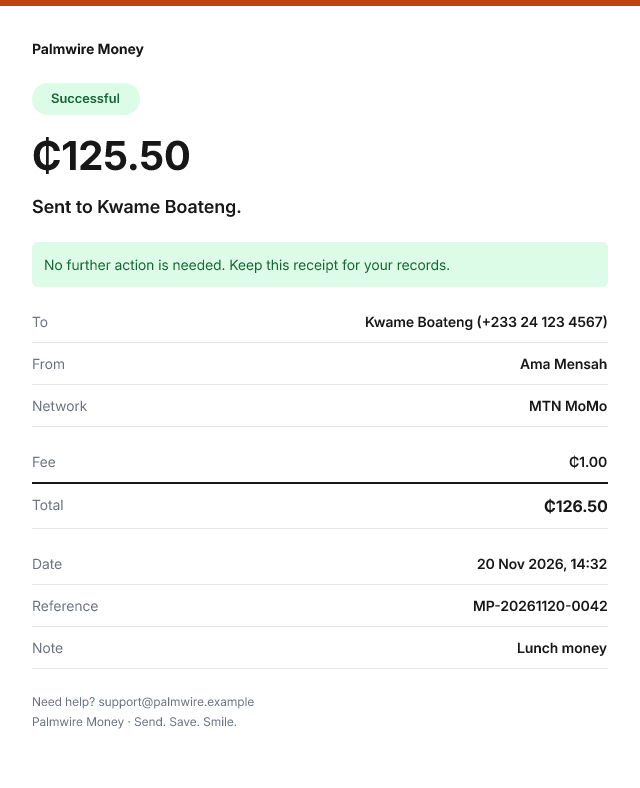 Palmwire Money
Successful
₵125.50
Sent to Kwame Boateng.
No further action is needed. Keep this receipt for your records.
To Kwame Boateng (+233 24 123 4567)
From Ama Mensah
Network MTN MoMo
Fee ₵1.00
Total ₵126.50
Date 20 Nov 2026, 14:32
Reference MP-20261120-0042
Note Lunch money
Need help? support@palmwire.example
Palmwire Money · Send. Save. Smile.